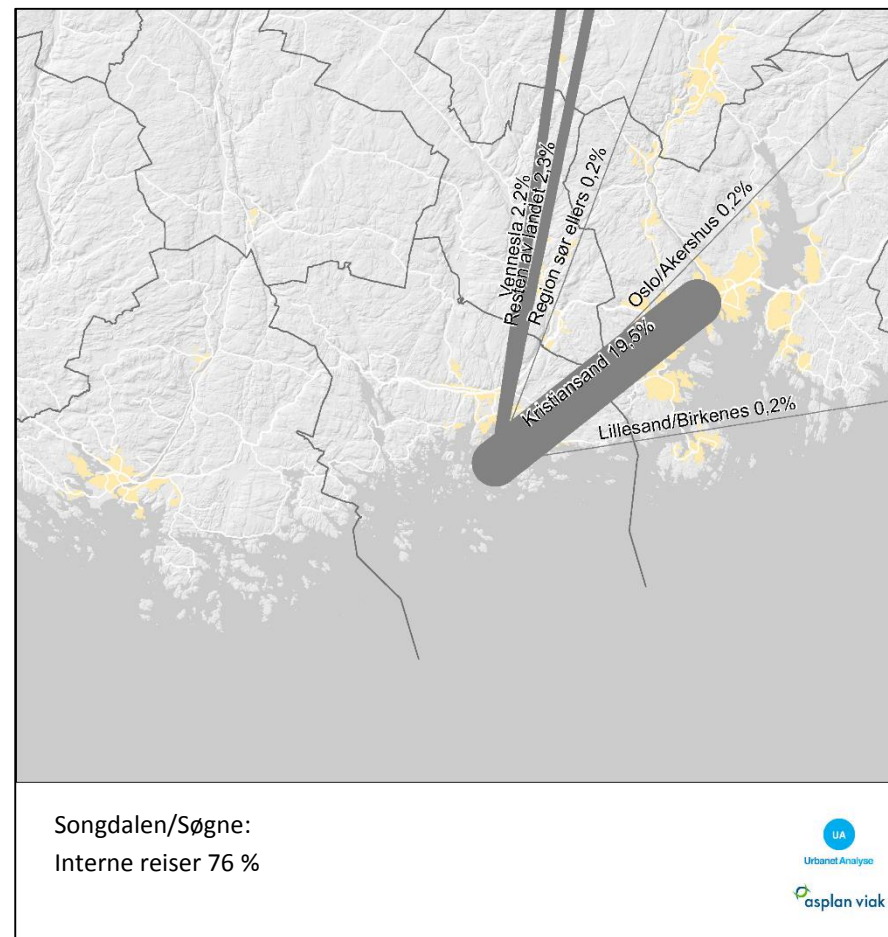 Vennesla 2,2%
Resten av landet 2,3%
Region sør ellers 0,2%
Oslo/Akershus 0,2%
Kristiansand 19,5%
Lillesand/Birkenes 0,2%
Songdalen/Søgne:
Interne reiser 76 %
UA
Urbanet Analyse
asplan viak